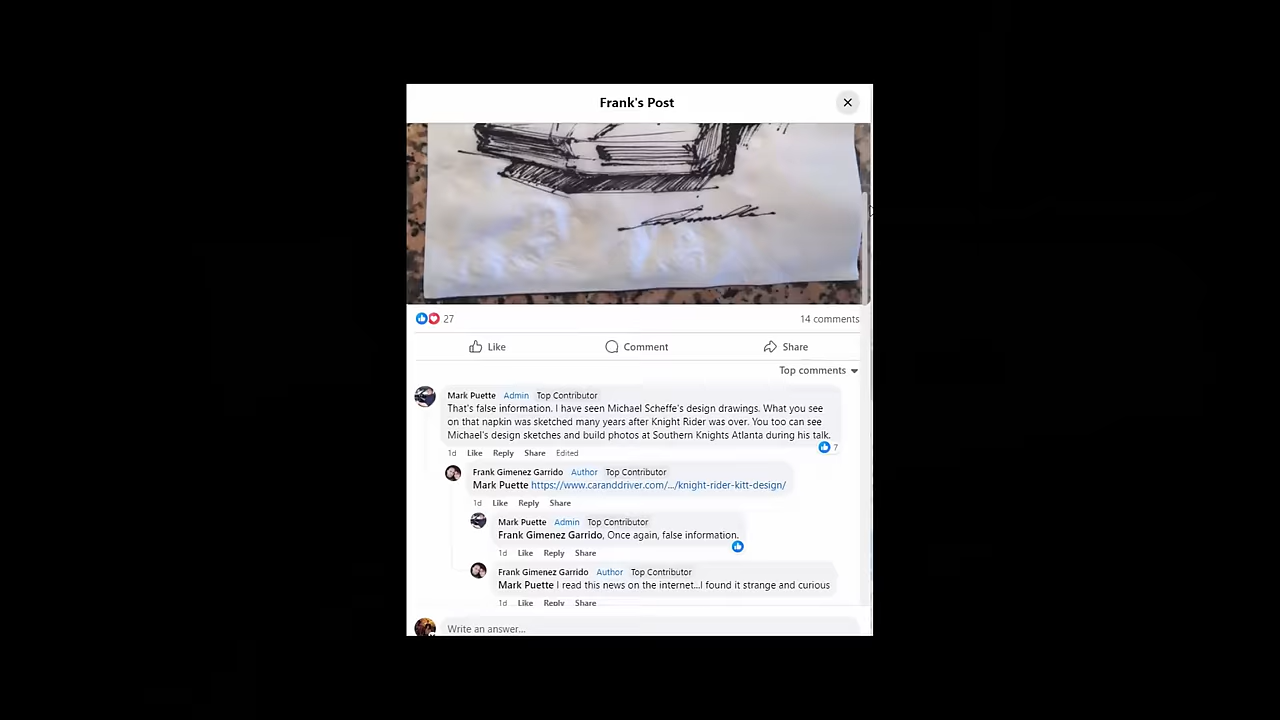 Frank's Post
27
14 comments
Like
Comment
Share
Top comments
Mark Puette Admin Top Contributor
That's false information. I have seen Michael Scheffe's design drawings. What you see
on that napkin was sketched many years after Knight Rider was over. You too can see
Michael's design sketches and build photos at Southern Knights Atlanta during his talk.
7
1d Like Reply Share Edited
Frank Gimenez Garrido Author Top Contributor
Mark Puette https://www.caranddriver.com/.../knight-rider-kitt-design/
1d Like Reply Share
Mark Puette Admin Top Contributor
Frank Gimenez Garrido, Once again, false information.
1d Like Reply Share
Frank Gimenez Garrido Author Top Contributor
Mark Puette I read this news on the internet...I found it strange and curious
1d Like Reply Share
Write an answer...